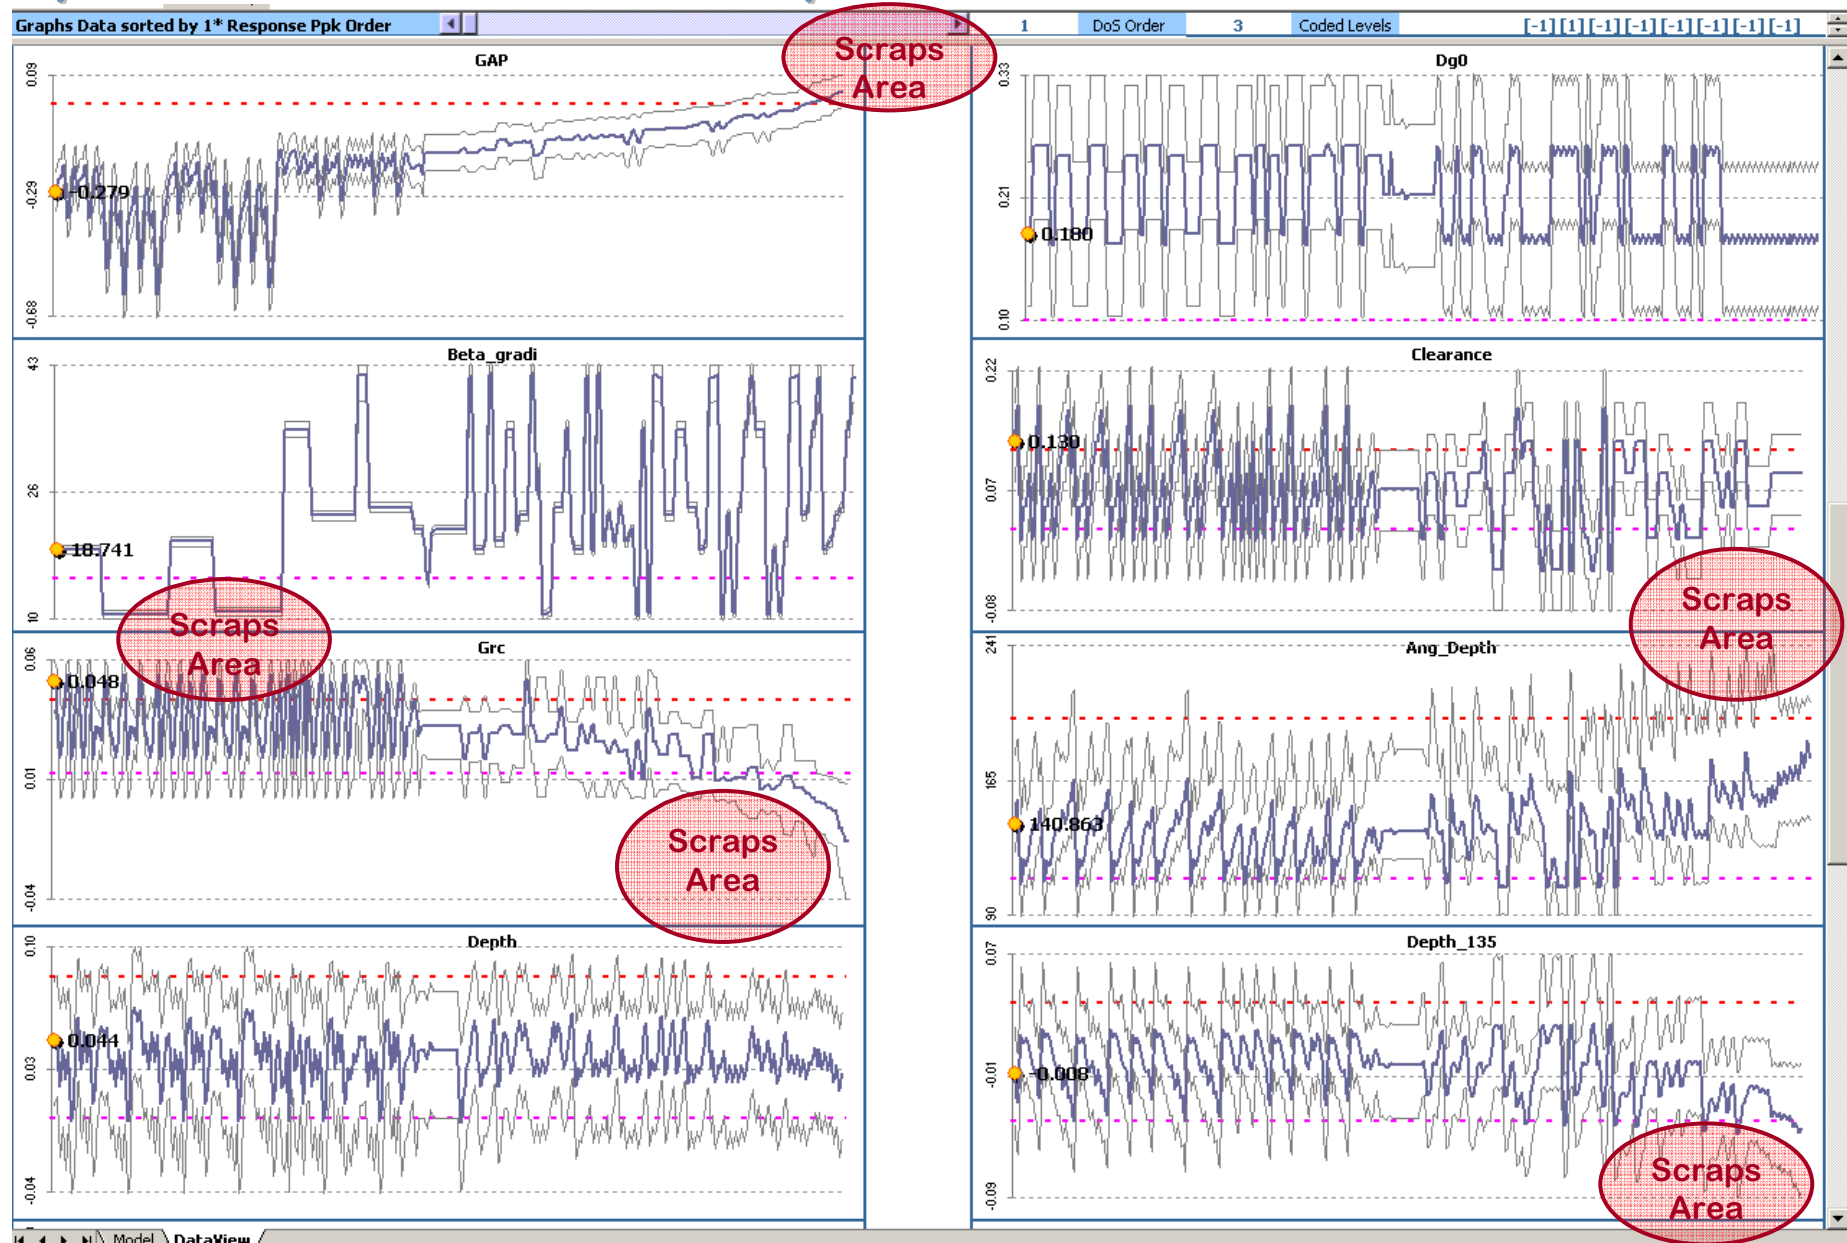 Graphs Data sorted by 1* Response Ppk Order
1 DoS Order 3 Coded Levels [-1][1][-1][-1][-1][-1][-1]
GAP
0.09
-0.29
-0.68
-0.279
Scraps
Area
Dg0
0.33
0.21
0.10
0.180
Beta_gradi
43
26
10
18.741
Scraps
Area
Clearance
0.22
0.07
-0.08
0.130
Scraps
Area
Grc
0.06
0.01
-0.04
0.048
Scraps
Area
Ang_Depth
241
165
90
140.863
Depth
0.10
0.03
-0.04
0.044
Depth_135
0.07
-0.01
-0.09
-0.008
Scraps
Area
Model DataView